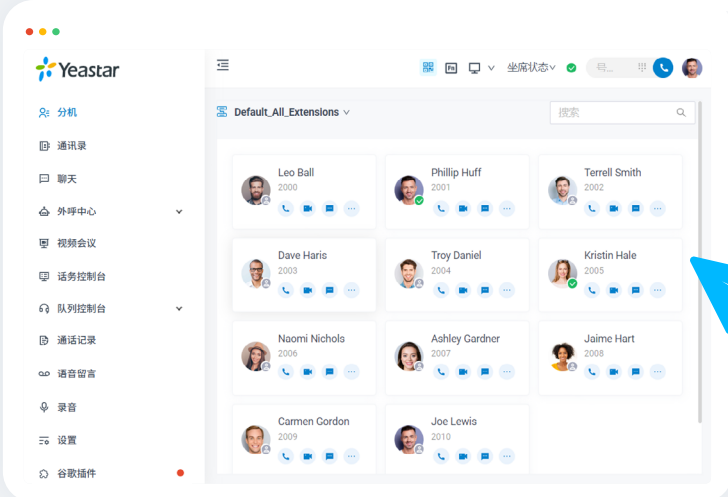 Yeastar
Fn
坐席状态
号...
分机
通讯录
聊天
外呼中心
视频会议
话务控制台
队列控制台
通话记录
语音留言
录音
设置
谷歌插件
Default_All_Extensions
搜索
Leo Ball
2000
Phillip Huff
2001
Terrell Smith
2002
Dave Haris
2003
Troy Daniel
2004
Kristin Hale
2005
Naomi Nichols
2006
Ashley Gardner
2007
Jaime Hart
2008
Carmen Gordon
2009
Joe Lewis
2010